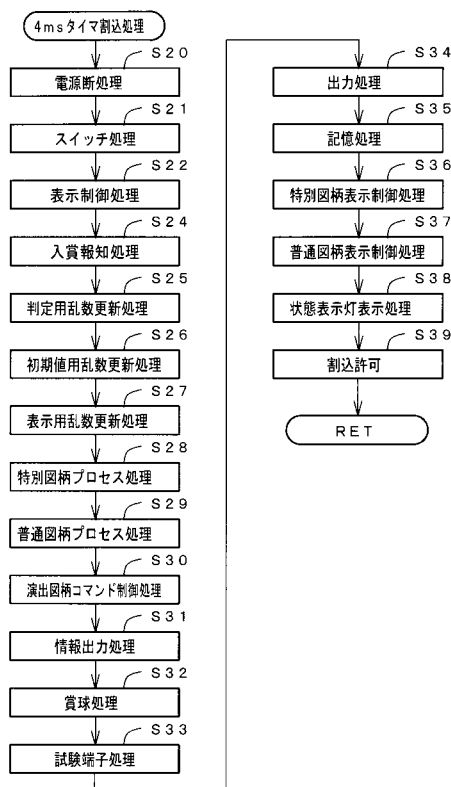 4msタイマ割込処理
S20
電源断処理
S21
スイッチ処理
S22
表示制御処理
S24
入賞報知処理
S25
判定用乱数更新処理
S26
初期値用乱数更新処理
S27
表示用乱数更新処理
S28
特別図柄プロセス処理
S29
普通図柄プロセス処理
S30
演出図柄コマンド制御処理
S31
情報出力処理
S32
賞球処理
S33
試験端子処理
S34
出力処理
S35
記憶処理
S36
特別図柄表示制御処理
S37
普通図柄表示制御処理
S38
状態表示灯表示処理
S39
割込許可
RET